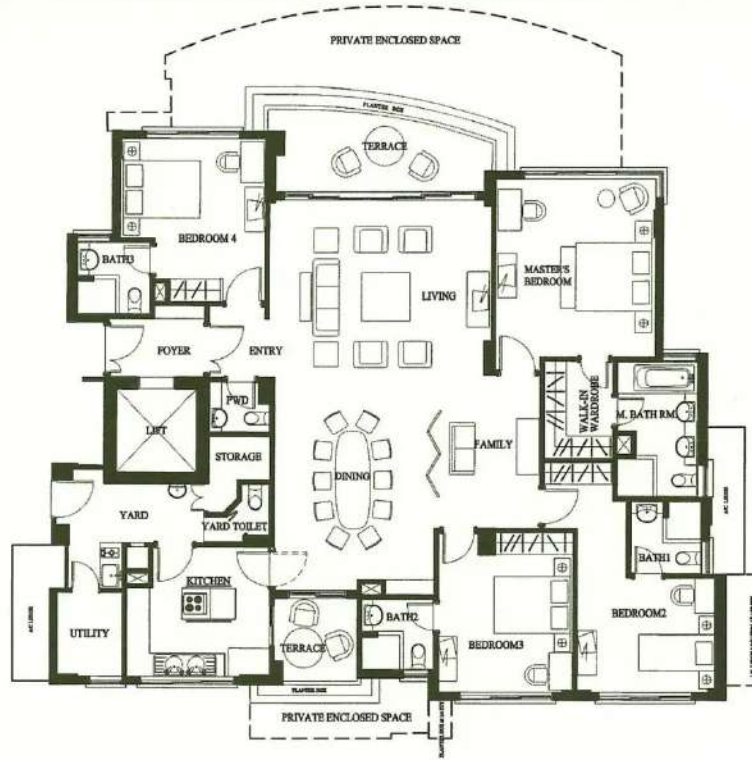 PRIVATE ENCLOSED SPACE
PLANTER BOX
TERRACE
BEDROOM 4
BATH3
LIVING
MASTER'S
BEDROOM
FOYER
ENTRY
PWD
LIFT
WALK-IN
WARDROBE
M. BATH RM.
STORAGE
FAMILY
DINING
YARD
YARD TOILET
A/C LEDGE
BATH1
KITCHEN
A/C LEDGE
UTILITY
TERRACE
BATH2
BEDROOM3
BEDROOM2
PLANTER BOX
PRIVATE ENCLOSED SPACE